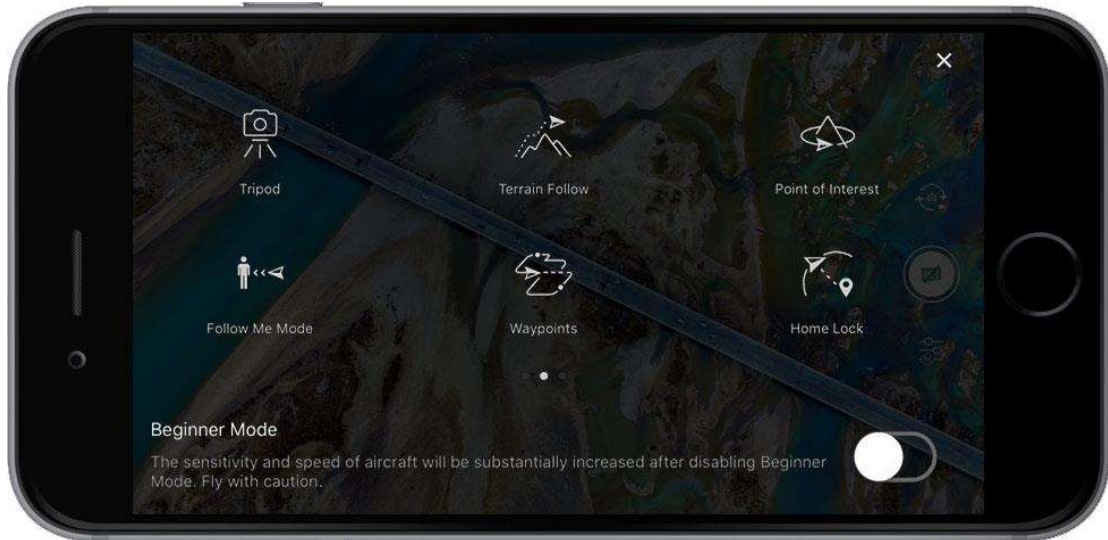 Tripod
Terrain Follow
Point of Interest
Follow Me Mode
Waypoints
Home Lock
Beginner Mode
The sensitivity and speed of aircraft will be substantially increased after disabling Beginner
Mode. Fly with caution.